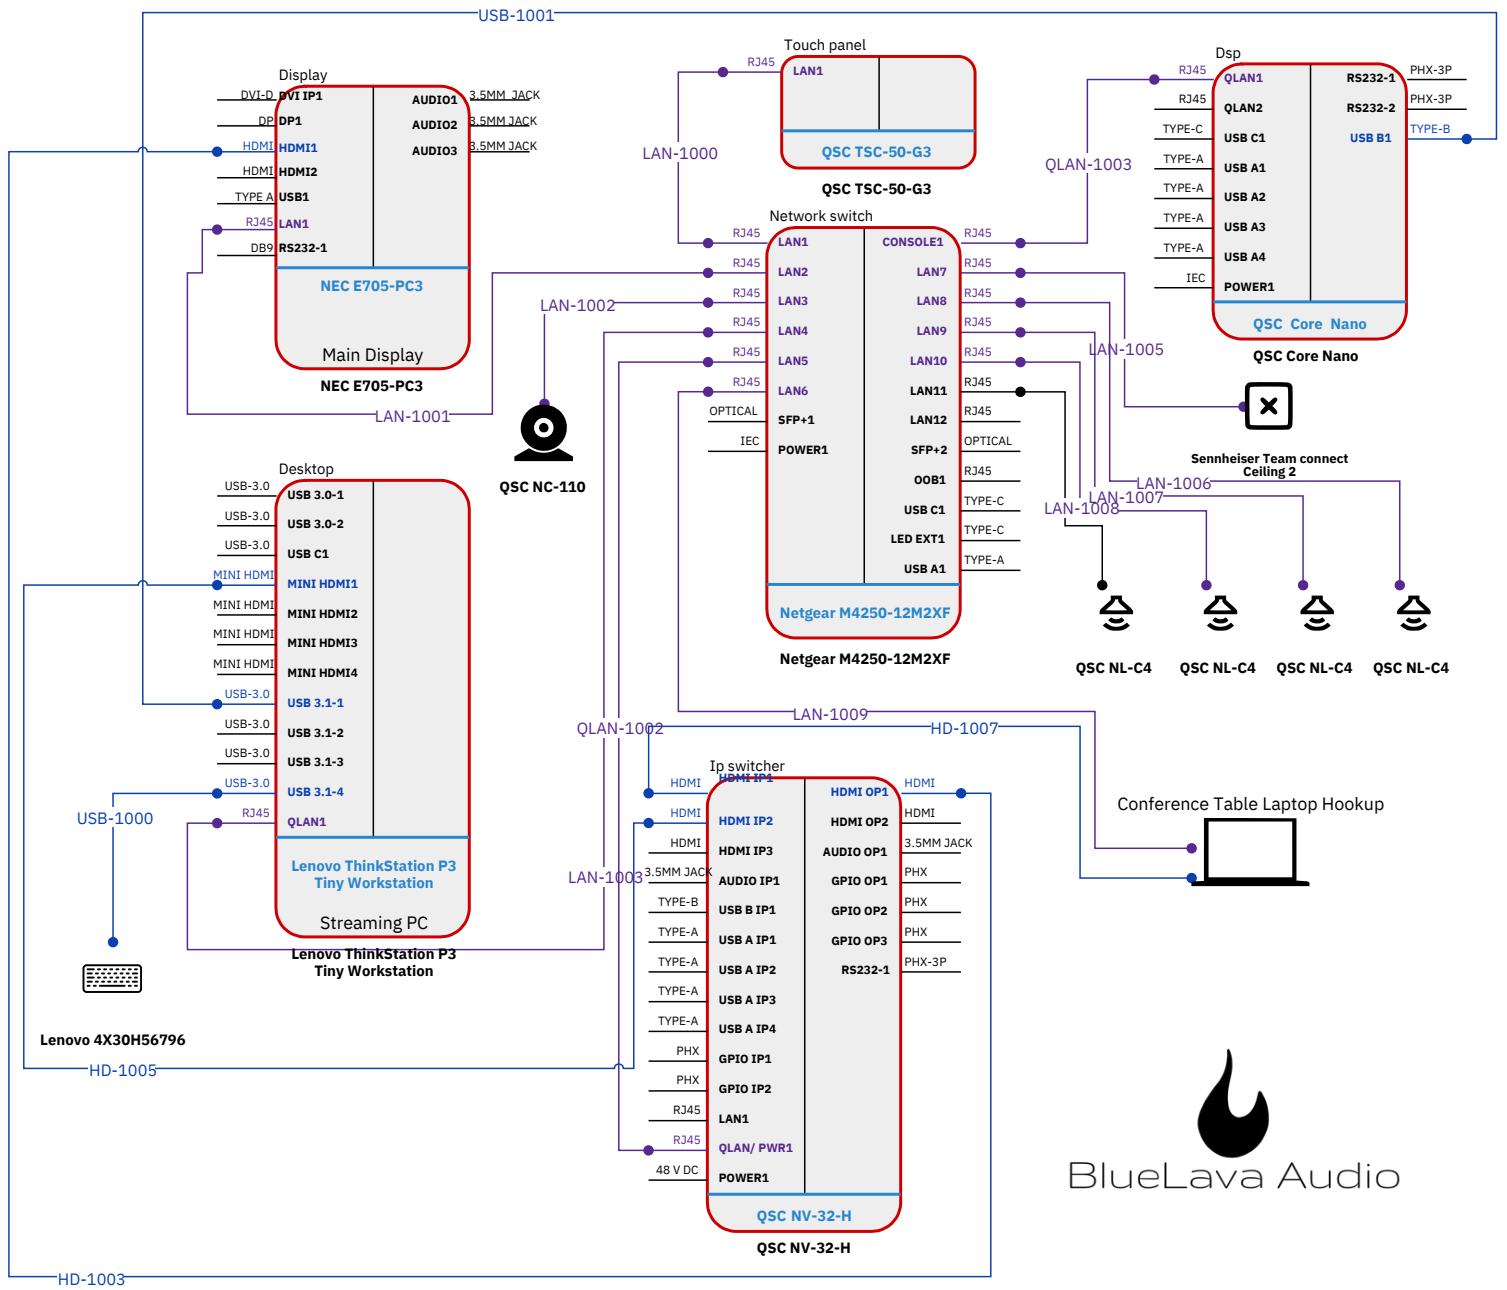 USB-1001
Display
DVI-D DVI IP1
DP DP1
HDMI HDMI1
HDMI HDMI2
TYPE A USB1
RJ45 LAN1
DB9 RS232-1
AUDIO1 3.5MM JACK
AUDIO2 3.5MM JACK
AUDIO3 3.5MM JACK
NEC E705-PC3
Main Display
NEC E705-PC3
LAN-1001
Touch panel
RJ45 LAN1
QSC TSC-50-G3
QSC TSC-50-G3
LAN-1000
Dsp
RJ45 QLAN1
RJ45 QLAN2
TYPE-C USB C1
TYPE-A USB A1
TYPE-A USB A2
TYPE-A USB A3
TYPE-A USB A4
IEC POWER1
RS232-1 PHX-3P
RS232-2 PHX-3P
USB B1 TYPE-B
QSC Core Nano
QSC Core Nano
QLAN-1003
Network switch
RJ45 LAN1
RJ45 LAN2
RJ45 LAN3
RJ45 LAN4
RJ45 LAN5
RJ45 LAN6
OPTICAL SFP+1
IEC POWER1
CONSOLE1 RJ45
LAN7 RJ45
LAN8 RJ45
LAN9 RJ45
LAN10 RJ45
LAN11 RJ45
LAN12 RJ45
SFP+2 OPTICAL
OOB1 RJ45
USB C1 TYPE-C
LED EXT1 TYPE-C
USB A1 TYPE-A
Netgear M4250-12M2XF
Netgear M4250-12M2XF
LAN-1002
QSC NC-110
LAN-1005
Sennheiser Team connect
Ceiling 2
LAN-1006
LAN-1007
LAN-1008
QSC NL-C4
QSC NL-C4
QSC NL-C4
QSC NL-C4
Desktop
USB-3.0 USB 3.0-1
USB-3.0 USB 3.0-2
USB-3.0 USB C1
MINI HDMI MINI HDMI1
MINI HDMI MINI HDMI2
MINI HDMI MINI HDMI3
MINI HDMI MINI HDMI4
USB-3.0 USB 3.1-1
USB-3.0 USB 3.1-2
USB-3.0 USB 3.1-3
USB-3.0 USB 3.1-4
RJ45 QLAN1
Lenovo ThinkStation P3
Tiny Workstation
Streaming PC
Lenovo ThinkStation P3
Tiny Workstation
USB-1000
Lenovo 4X30H56796
HD-1005
HD-1003
LAN-1009
QLAN-1002
HD-1007
LAN-1003
Ip switcher
HDMI HDMI IP1
HDMI HDMI IP2
HDMI HDMI IP3
3.5MM JACK AUDIO IP1
TYPE-B USB B IP1
TYPE-A USB A IP1
TYPE-A USB A IP2
TYPE-A USB A IP3
TYPE-A USB A IP4
PHX GPIO IP1
PHX GPIO IP2
RJ45 LAN1
RJ45 QLAN/ PWR1
48 V DC POWER1
HDMI OP1 HDMI
HDMI OP2 HDMI
AUDIO OP1 3.5MM JACK
GPIO OP1 PHX
GPIO OP2 PHX
GPIO OP3 PHX
RS232-1 PHX-3P
QSC NV-32-H
QSC NV-32-H
Conference Table Laptop Hookup
BlueLava Audio